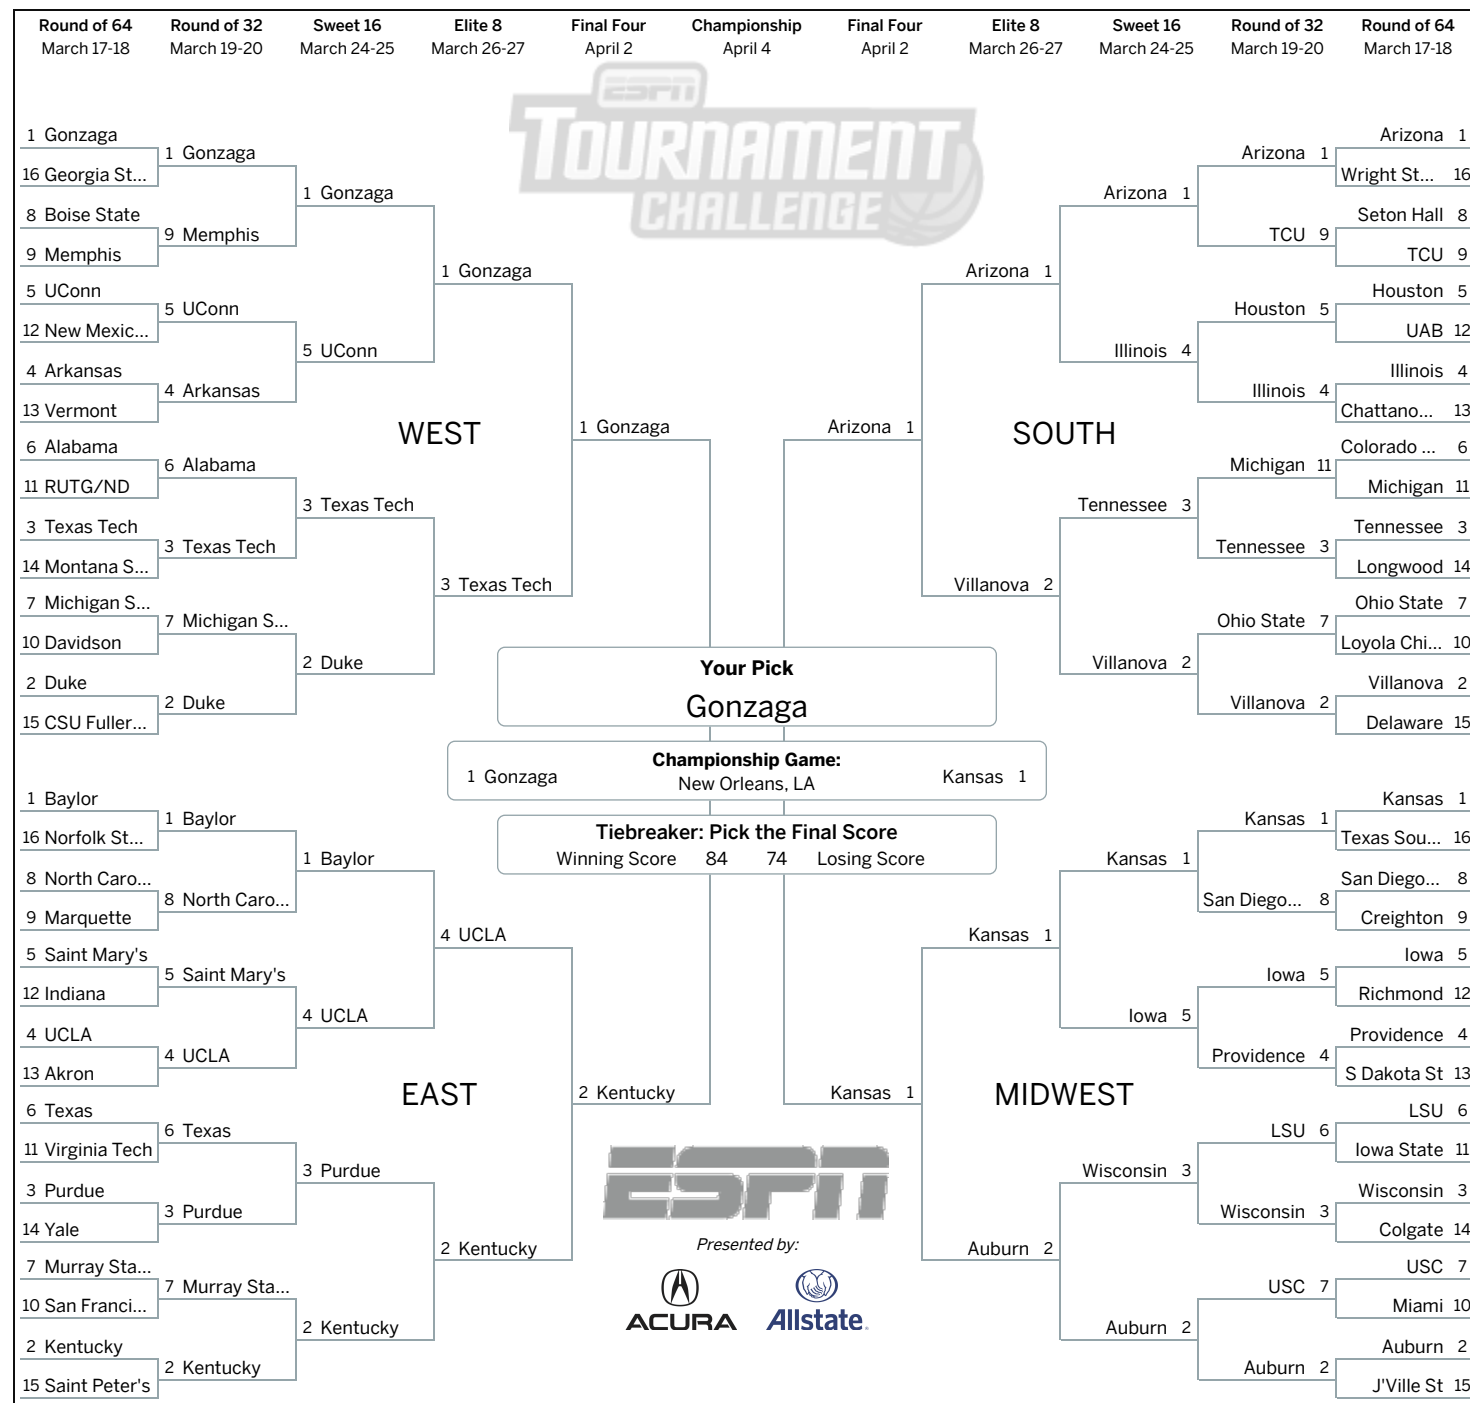 Round of 64 Round of 32 Sweet 16 Elite 8 Final Four Championship Final Four Elite 8 Sweet 16 Round of 32 Round of 64
March 17-18 March 19-20 March 24-25 March 26-27 April 2 April 4 April 2 March 26-27 March 24-25 March 19-20 March 17-18
ESPN
TOURNAMENT
CHALLENGE
1 Gonzaga
16 Georgia St...
8 Boise State
9 Memphis
5 UConn
12 New Mexic...
4 Arkansas
13 Vermont
6 Alabama
11 RUTG/ND
3 Texas Tech
14 Montana S...
7 Michigan S...
10 Davidson
2 Duke
15 CSU Fuller...
1 Gonzaga
9 Memphis
5 UConn
4 Arkansas
6 Alabama
3 Texas Tech
7 Michigan S...
2 Duke
1 Gonzaga
5 UConn
3 Texas Tech
2 Duke
1 Gonzaga
3 Texas Tech
WEST
1 Gonzaga
1 Baylor
16 Norfolk St...
8 North Caro...
9 Marquette
5 Saint Mary's
12 Indiana
4 UCLA
13 Akron
6 Texas
11 Virginia Tech
3 Purdue
14 Yale
7 Murray Sta...
10 San Franci...
2 Kentucky
15 Saint Peter's
1 Baylor
8 North Caro...
5 Saint Mary's
4 UCLA
6 Texas
3 Purdue
7 Murray Sta...
2 Kentucky
1 Baylor
4 UCLA
3 Purdue
2 Kentucky
4 UCLA
2 Kentucky
EAST
2 Kentucky
Your Pick
Gonzaga
Championship Game:
1 Gonzaga New Orleans, LA Kansas 1
Tiebreaker: Pick the Final Score
Winning Score 84 74 Losing Score
Arizona 1
SOUTH
Arizona 1
Villanova 2
Arizona 1
Illinois 4
Tennessee 3
Villanova 2
Arizona 1
TCU 9
Houston 5
Illinois 4
Michigan 11
Tennessee 3
Ohio State 7
Villanova 2
Arizona 1
Wright St... 16
Seton Hall 8
TCU 9
Houston 5
UAB 12
Illinois 4
Chattano... 13
Colorado ... 6
Michigan 11
Tennessee 3
Longwood 14
Ohio State 7
Loyola Chi... 10
Villanova 2
Delaware 15
Kansas 1
MIDWEST
Kansas 1
Auburn 2
Kansas 1
Iowa 5
Wisconsin 3
Auburn 2
Kansas 1
San Diego... 8
Iowa 5
Providence 4
LSU 6
Wisconsin 3
USC 7
Auburn 2
Kansas 1
Texas Sou... 16
San Diego... 8
Creighton 9
Iowa 5
Richmond 12
Providence 4
S Dakota St 13
LSU 6
Iowa State 11
Wisconsin 3
Colgate 14
USC 7
Miami 10
Auburn 2
J'Ville St 15
ESPN
Presented by:
ACURA Allstate